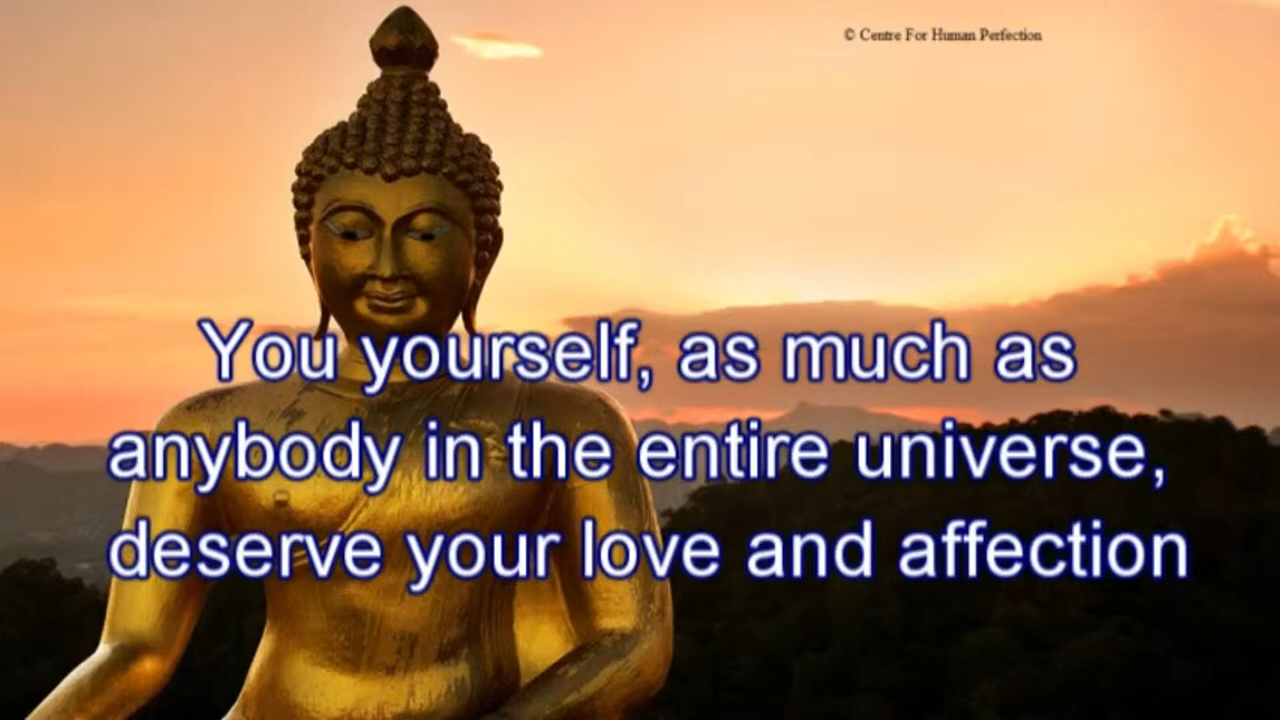 © Centre For Human Perfection
You yourself, as much as
anybody in the entire universe,
deserve your love and affection